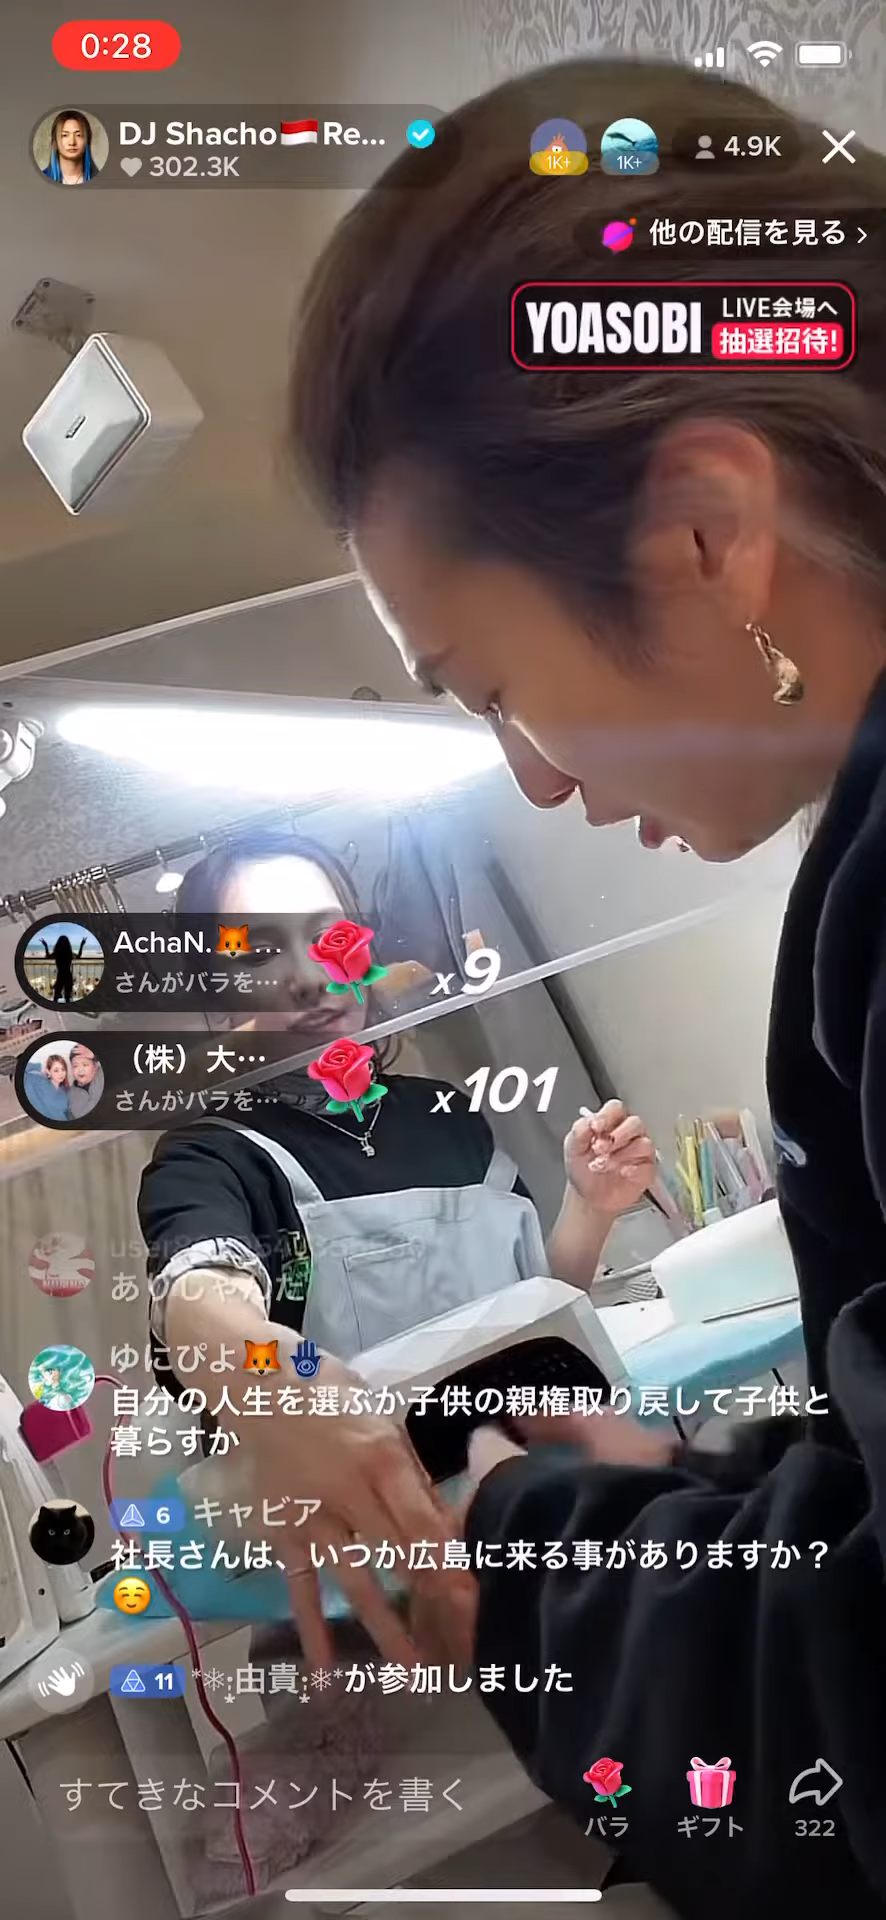 0:28
DJ Shacho🇮🇩Re...
302.3K
1K+
1K+
4.9K
他の配信を見る
YOASOBI
LIVE会場へ
抽選招待!
AchaN.🦊...
さんがバラを…
x9
（株）大…
さんがバラを…
x101
ありしゃんだ
ゆにぴよ🦊🪬
自分の人生を選ぶか子供の親権取り戻して子供と
暮らすか
6 キャビア
社長さんは、いつか広島に来る事がありますか？
☺️
11 *❄︎;由貴;❄︎*が参加しました
すてきなコメントを書く
バラ
ギフト
322